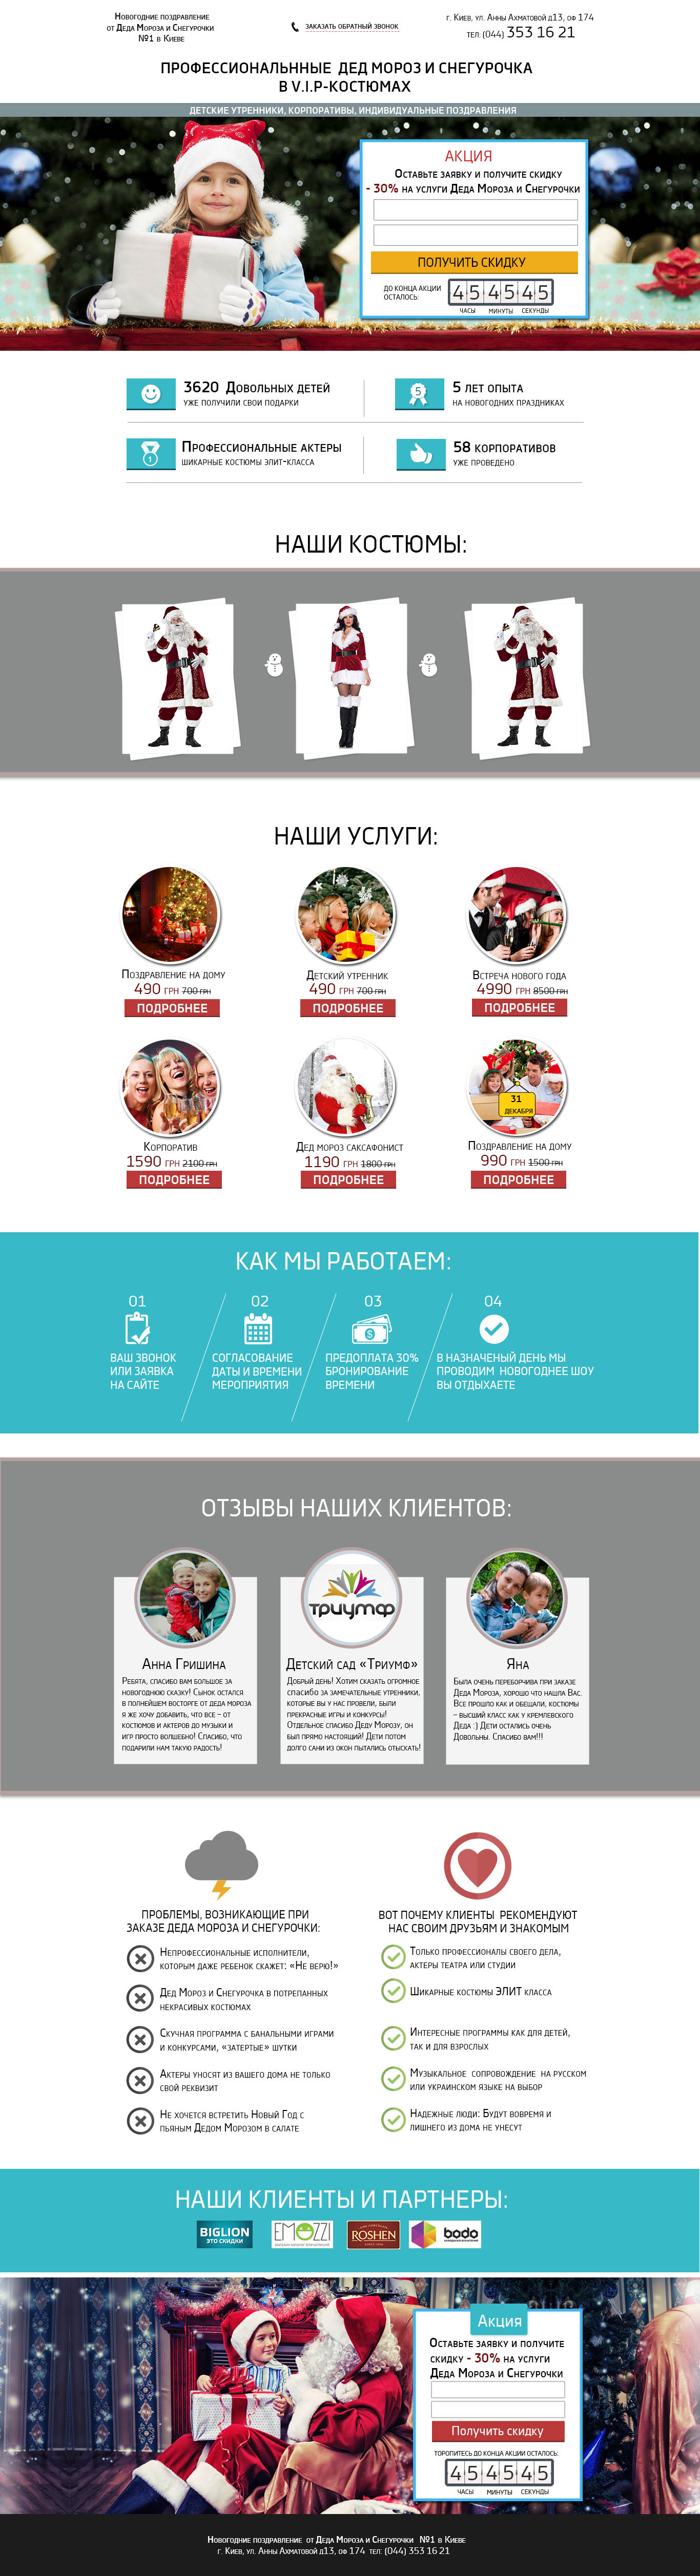 Новогодние поздравление
от Деда Мороза и Снегурочки
№1 в Киеве
заказать обратный звонок
г. Киев, ул. Анны Ахматовой д13, оф 174
тел: (044) 353 16 21
ПРОФЕССИОНАЛЬННЫЕ ДЕД МОРОЗ И СНЕГУРОЧКА
В V.I.P-КОСТЮМАХ
ДЕТСКИЕ УТРЕННИКИ, КОРПОРАТИВЫ, ИНДИВИДУАЛЬНЫЕ ПОЗДРАВЛЕНИЯ
АКЦИЯ
Оставьте заявку и получите скидку
- 30% на услуги Деда Мороза и Снегурочки
ПОЛУЧИТЬ СКИДКУ
ДО КОНЦА АКЦИИ
ОСТАЛОСЬ:
45 45 45
ЧАСЫ МИНУТЫ СЕКУНДЫ
3620 Довольных детей
уже получили свои подарки
5
5 лет опыта
на новогодних праздниках
1
Профессиональные актеры
шикарные костюмы элит-класса
58 корпоративов
уже проведено
НАШИ КОСТЮМЫ:
НАШИ УСЛУГИ:
Поздравление на дому
490 грн 700 грн
ПОДРОБНЕЕ
Детский утренник
490 грн 700 грн
ПОДРОБНЕЕ
Встреча нового года
4990 грн 8500 грн
ПОДРОБНЕЕ
Корпоратив
1590 грн 2100 грн
ПОДРОБНЕЕ
Дед мороз саксафонист
1190 грн 1800 грн
ПОДРОБНЕЕ
31
ДЕКАБРЯ
Поздравление на дому
990 грн 1500 грн
ПОДРОБНЕЕ
КАК МЫ РАБОТАЕМ:
01
ВАШ ЗВОНОК
ИЛИ ЗАЯВКА
НА САЙТЕ
02
СОГЛАСОВАНИЕ
ДАТЫ И ВРЕМЕНИ
МЕРОПРИЯТИЯ
03
ПРЕДОПЛАТА 30%
БРОНИРОВАНИЕ
ВРЕМЕНИ
04
В НАЗНАЧЕНЫЙ ДЕНЬ МЫ
ПРОВОДИМ НОВОГОДНЕЕ ШОУ
ВЫ ОТДЫХАЕТЕ
ОТЗЫВЫ НАШИХ КЛИЕНТОВ:
Анна Гришина
Ребята, спасибо вам большое за
новогоднюю сказку! Сынок остался
в полнейшем восторге от деда мороза
я же хочу добавить, что все – от
костюмов и актеров до музыки и
игр просто волшебно! Спасибо, что
подарили нам такую радость!
триумф
Детский сад «Триумф»
Добрый день! Хотим сказать огромное
спасибо за замечательные утренники,
которые вы у нас провели, были
прекрасные игры и конкурсы!
Отдельное спасибо Деду Морозу, он
был прямо настоящий! Дети потом
долго сани из окон пытались отыскать!
Яна
Была очень переборчива при заказе
Деда Мороза, хорошо что нашла Вас.
Все прошло как и обещали, костюмы
– высший класс как у кремлевского
Деда :) Дети остались очень
Довольны. Спасибо вам!!!
ПРОБЛЕМЫ, ВОЗНИКАЮЩИЕ ПРИ
ЗАКАЗЕ ДЕДА МОРОЗА И СНЕГУРОЧКИ:
Непрофессиональные исполнители,
которым даже ребенок скажет: «Не верю!»
Дед Мороз и Снегурочка в потрепанных
некрасивых костюмах
Скучная программа с банальными играми
и конкурсами, «затертые» шутки
Актеры уносят из вашего дома не только
свой реквизит
Не хочется встретить Новый Год с
пьяным Дедом Морозом в салате
ВОТ ПОЧЕМУ КЛИЕНТЫ РЕКОМЕНДУЮТ
НАС СВОИМ ДРУЗЬЯМ И ЗНАКОМЫМ
Только профессионалы своего дела,
актеры театра или студии
Шикарные костюмы ЭЛИТ класса
Интересные программы как для детей,
так и для взрослых
Музыкальное сопровождение на русском
или украинском языке на выбор
Надежные люди: Будут вовремя и
лишнего из дома не унесут
НАШИ КЛИЕНТЫ И ПАРТНЕРЫ:
BIGLION
ЭТО СКИДКИ
EMOZZI
ROSHEN
bodo
Акция
Оставьте заявку и получите
скидку - 30% на услуги
Деда Мороза и Снегурочки
Получить скидку
ТОРОПИТЕСЬ ДО КОНЦА АКЦИИ ОСТАЛОСЬ:
45 45 45
ЧАСЫ МИНУТЫ СЕКУНДЫ
Новогодние поздравление от Деда Мороза и Снегурочки №1 в Киеве
г. Киев, ул. Анны Ахматовой д13, оф 174 тел: (044) 353 16 21